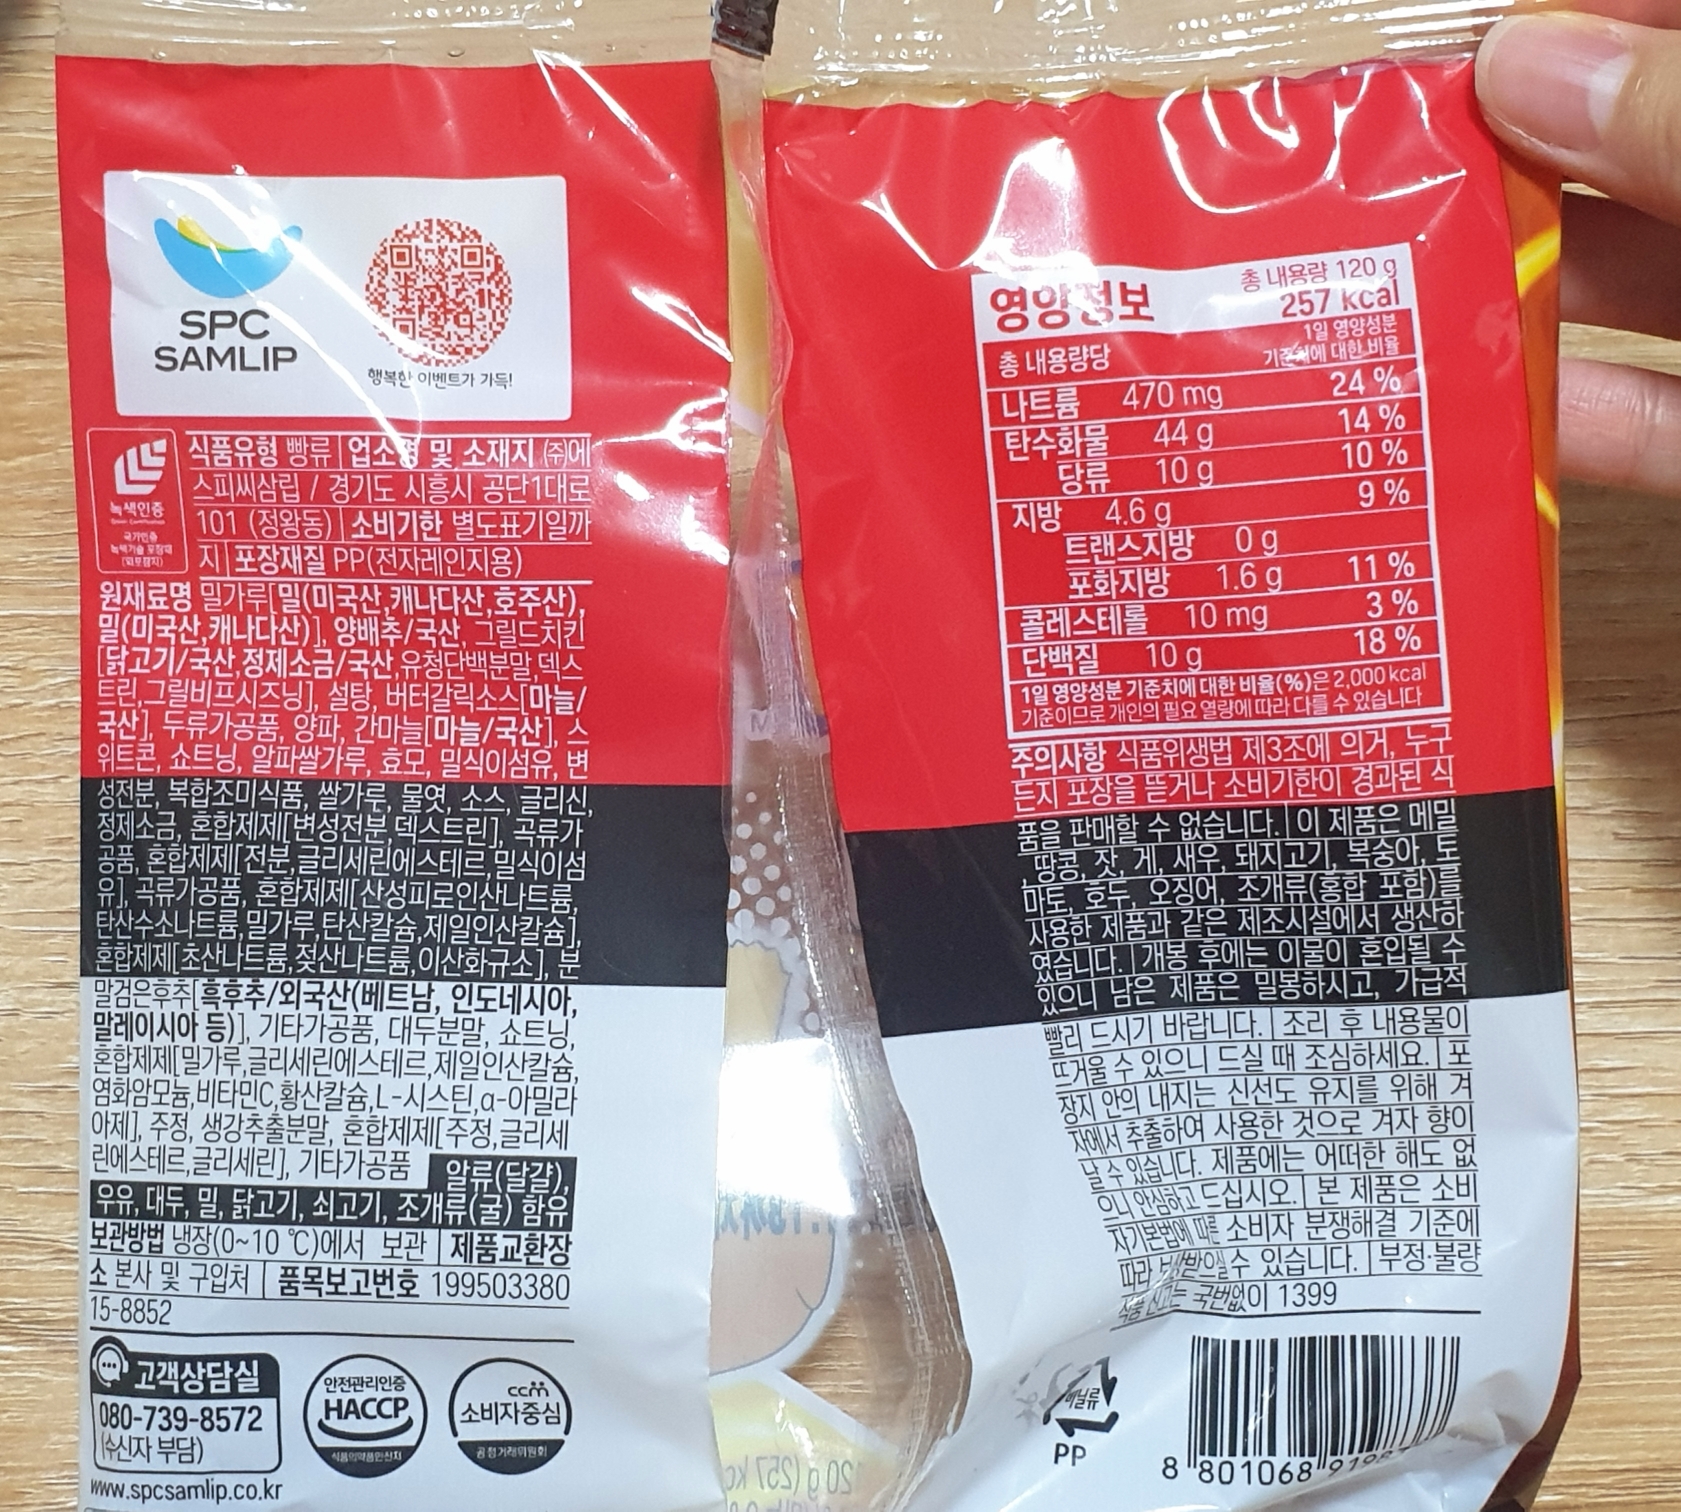 SPC
SAMLIP
행복한 이벤트가 가득!
녹색인증
Green Certification
국가인증
녹색기술 포장재
식품유형 빵류 | 업소명 및 소재지 ㈜에
스피씨삼립 / 경기도 시흥시 공단1대로
101 (정왕동) | 소비기한 별도표기일까
지 | 포장재질 PP(전자레인지용)
원재료명 밀가루[밀(미국산,캐나다산,호주산),
밀(미국산,캐나다산)], 양배추/국산, 그릴드치킨
[닭고기/국산,정제소금/국산,유청단백분말,덱스
트린,그릴비프시즈닝], 설탕, 버터갈릭소스[마늘/
국산], 두류가공품, 양파, 간마늘[마늘/국산], 스
위트콘, 쇼트닝, 알파쌀가루, 효모, 밀식이섬유, 변
성전분, 복합조미식품, 쌀가루, 물엿, 소스, 글리신,
정제소금, 혼합제제[변성전분,덱스트린], 곡류가
공품, 혼합제제[전분,글리세린에스테르,밀식이섬
유], 곡류가공품, 혼합제제[산성피로인산나트륨,
탄산수소나트륨,밀가루,탄산칼슘,제일인산칼슘],
혼합제제[초산나트륨,젖산나트륨,이산화규소], 분
말검은후추[흑후추/외국산(베트남, 인도네시아,
말레이시아 등)], 기타가공품, 대두분말, 쇼트닝,
혼합제제[밀가루,글리세린에스테르,제일인산칼슘,
염화암모늄,비타민C,황산칼슘,L-시스틴,α-아밀라
아제], 주정, 생강추출분말, 혼합제제[주정,글리세
린에스테르,글리세린], 기타가공품 알류(달걀),
우유, 대두, 밀, 닭고기, 쇠고기, 조개류(굴) 함유
보관방법 냉장(0~10 ℃)에서 보관 | 제품교환장
소 본사 및 구입처 | 품목보고번호 199503380
15-8852
고객상담실
080-739-8572
(수신자 부담)
안전관리인증
HACCP
식품의약품안전처
ccm
소비자중심
공정거래위원회
www.spcsamlip.co.kr
영양정보
총 내용량 120 g
257 kcal
총 내용량당
1일 영양성분
기준치에 대한 비율
나트륨 470 mg 24 %
탄수화물 44 g 14 %
당류 10 g 10 %
지방 4.6 g 9 %
트랜스지방 0 g
포화지방 1.6 g 11 %
콜레스테롤 10 mg 3 %
단백질 10 g 18 %
1일 영양성분 기준치에 대한 비율(%)은 2,000 kcal
기준이므로 개인의 필요 열량에 따라 다를 수 있습니다
주의사항 식품위생법 제3조에 의거, 누구
든지 포장을 뜯거나 소비기한이 경과된 식
품을 판매할 수 없습니다. | 이 제품은 메밀
, 땅콩, 잣, 게, 새우, 돼지고기, 복숭아, 토
마토, 호두, 오징어, 조개류(홍합 포함)를
사용한 제품과 같은 제조시설에서 생산하
였습니다. | 개봉 후에는 이물이 혼입될 수
있으니 남은 제품은 밀봉하시고, 가급적
빨리 드시기 바랍니다. | 조리 후 내용물이
뜨거울 수 있으니 드실 때 조심하세요. | 포
장지 안의 내지는 신선도 유지를 위해 겨
자에서 추출하여 사용한 것으로 겨자 향이
날 수 있습니다. 제품에는 어떠한 해도 없
으니 안심하고 드십시오. | 본 제품은 소비
자기본법에 따른 소비자 분쟁해결 기준에
따라 보상받으실 수 있습니다. | 부정·불량
식품 신고는 국번없이 1399
비닐류
PP
8 801068